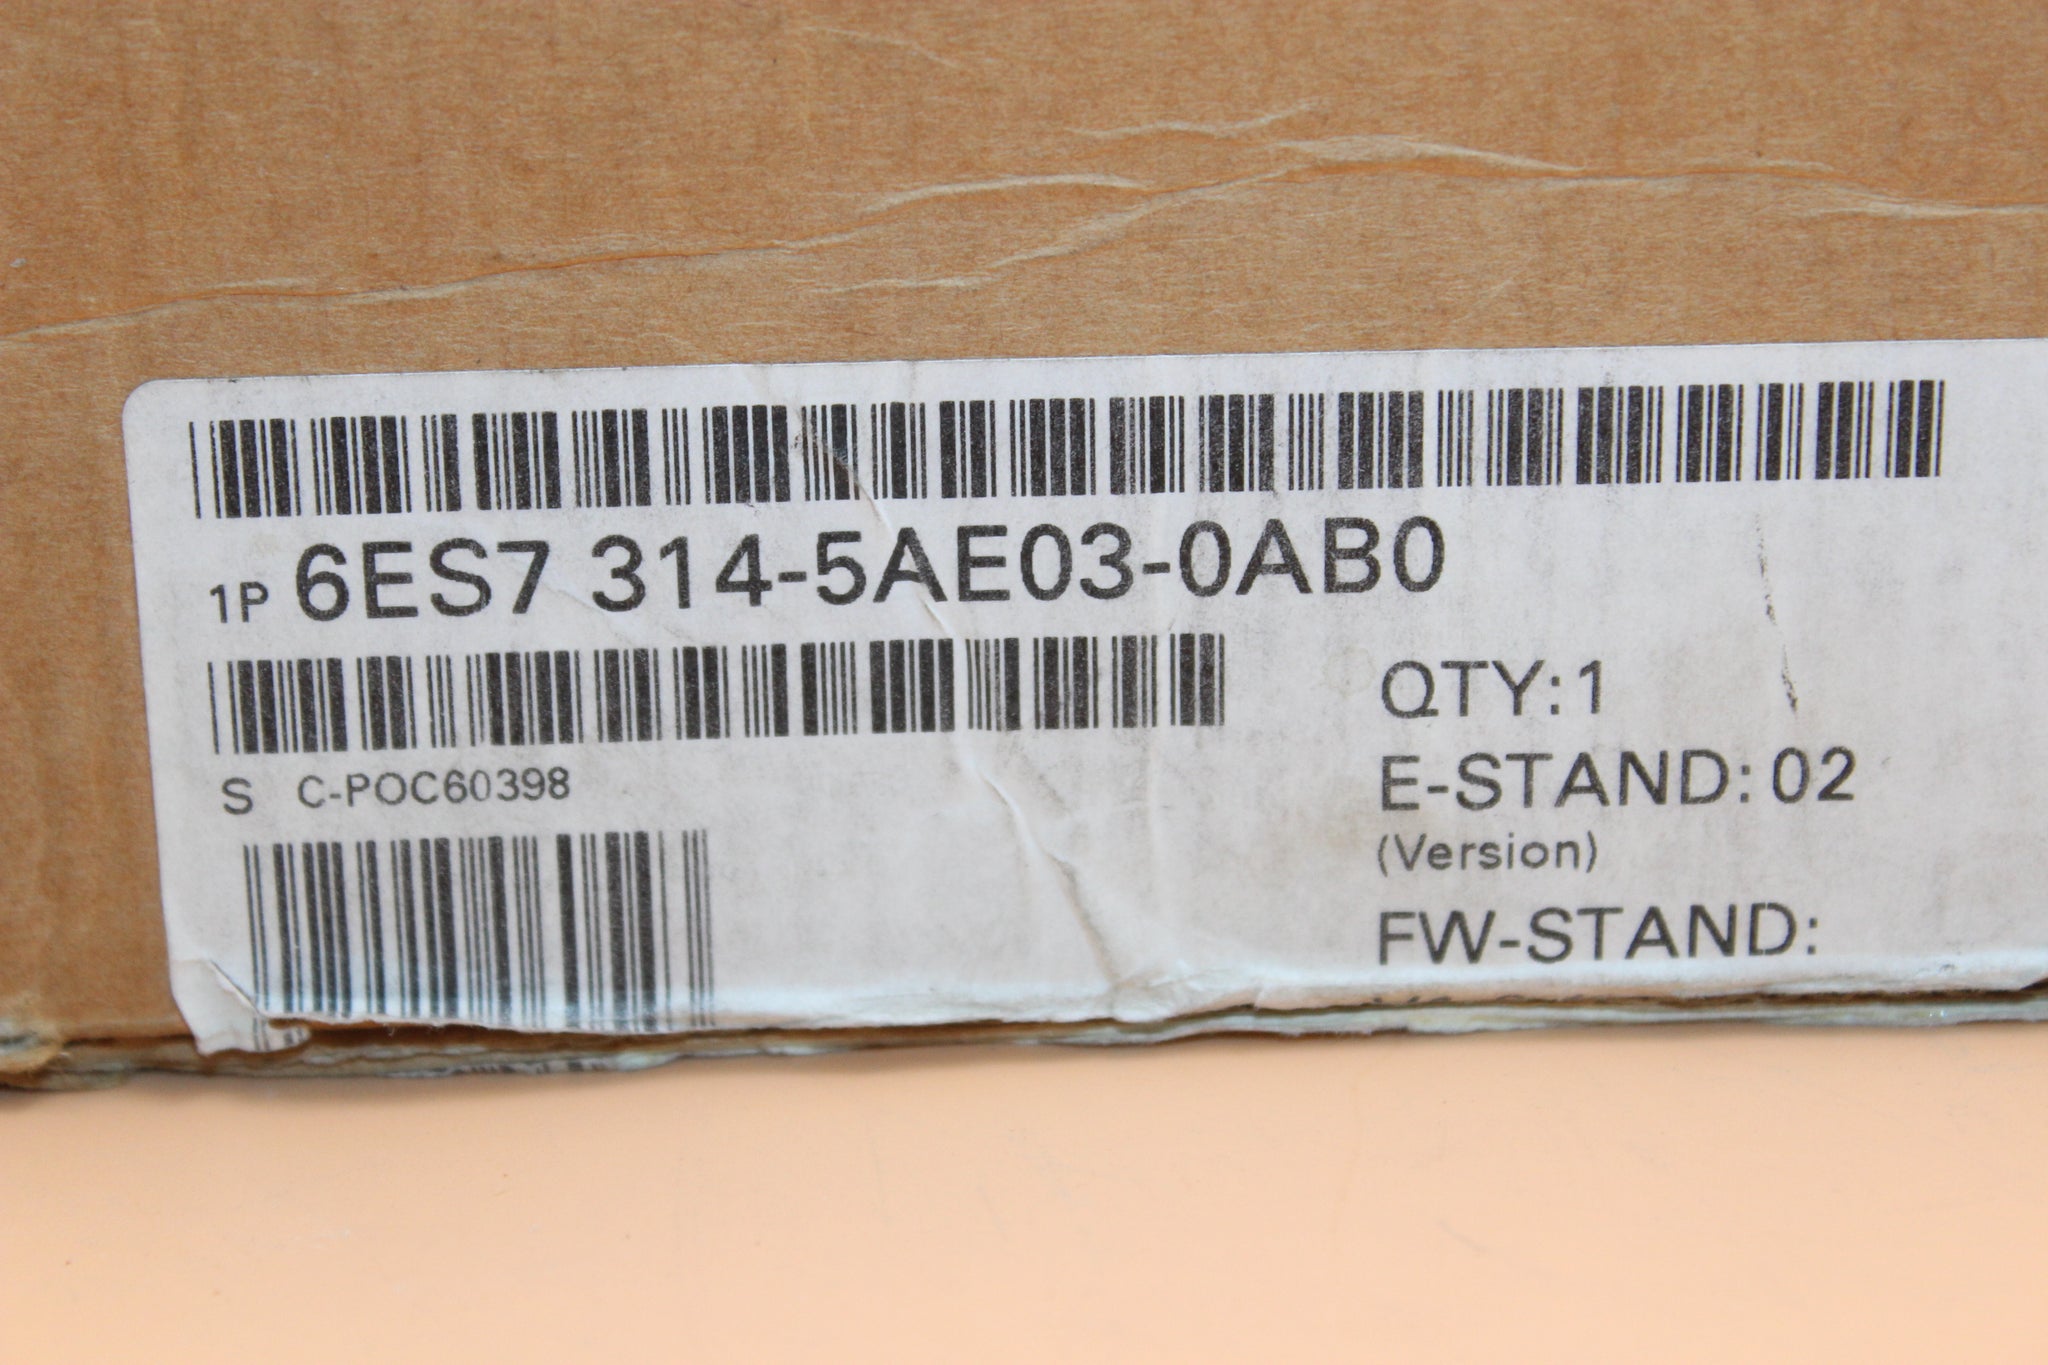 1P 6ES7 314-5AE03-0AB0
S C-POC60398
QTY:1
E-STAND:02
(Version)
FW-STAND: